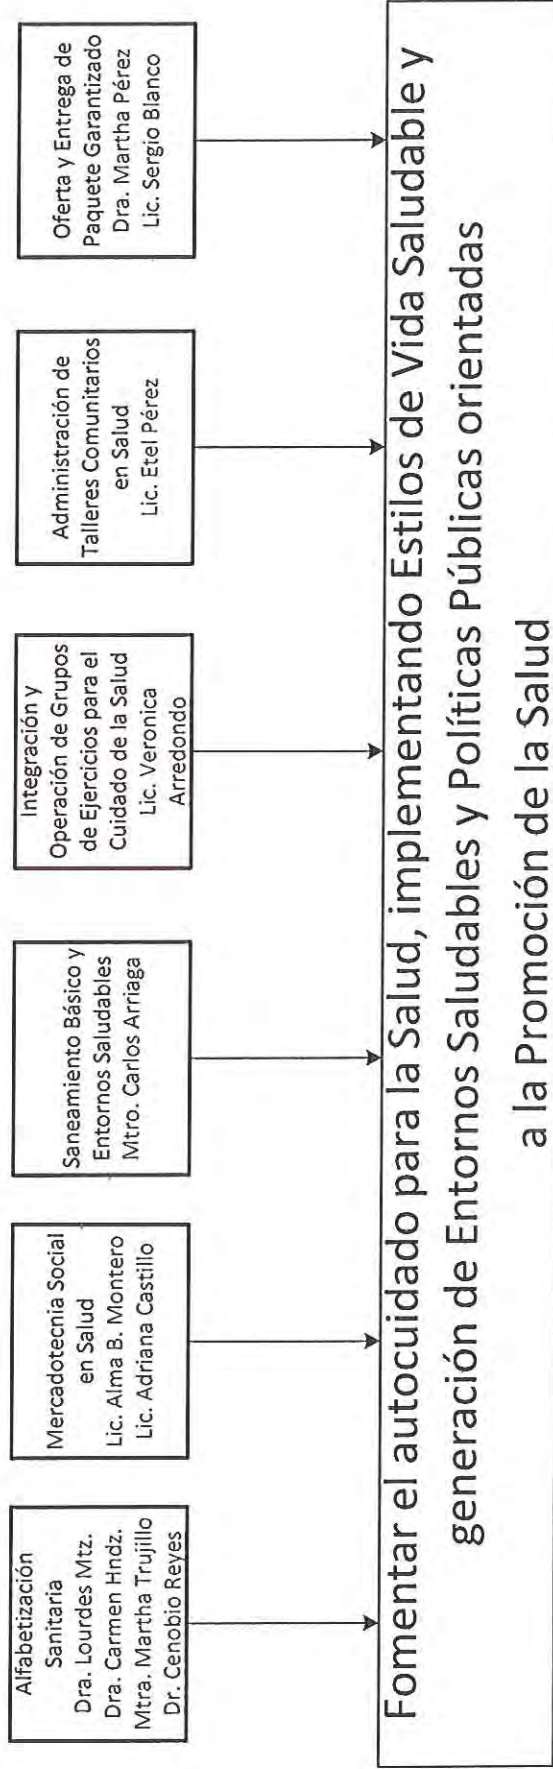 Alfabetización
Sanitaria
Dra. Lourdes Mtz.
Dra. Carmen Hndz.
Mtra. Martha Trujillo
Dr. Cenobio Reyes
Mercadotecnia Social
en Salud
Lic. Alma B. Montero
Lic. Adriana Castillo
Saneamiento Básico y
Entornos Saludables
Mtro. Carlos Arriaga
Integración y
Operación de Grupos
de Ejercicios para el
Cuidado de la Salud
Lic. Veronica
Arredondo
Administración de
Talleres Comunitarios
en Salud
Lic. Etel Pérez
Oferta y Entrega de
Paquete Garantizado
Dra. Martha Pérez
Lic. Sergio Blanco
Fomentar el autocuidado para la Salud, implementando Estilos de Vida Saludable y
generación de Entornos Saludables y Políticas Públicas orientadas
a la Promoción de la Salud